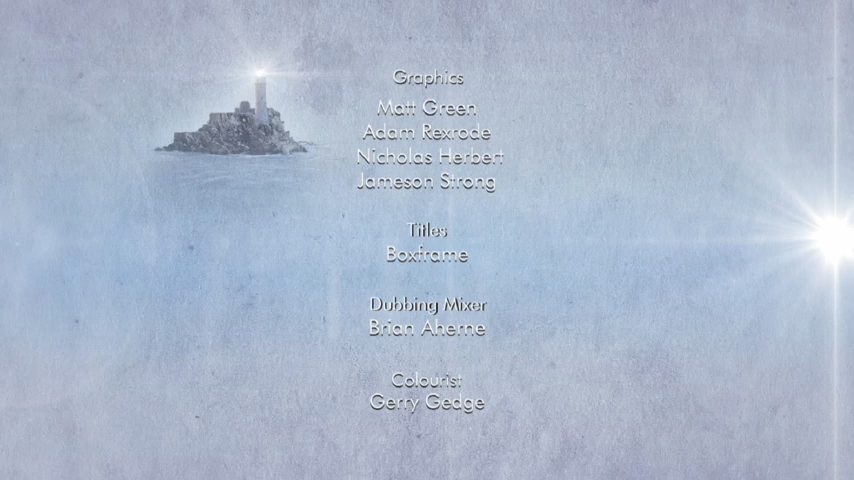 Graphics
Matt Green
Adam Rexrode
Nicholas Herbert
Jameson Strong
Titles
Boxframe
Dubbing Mixer
Brian Aherne
Colourist
Gerry Gedge